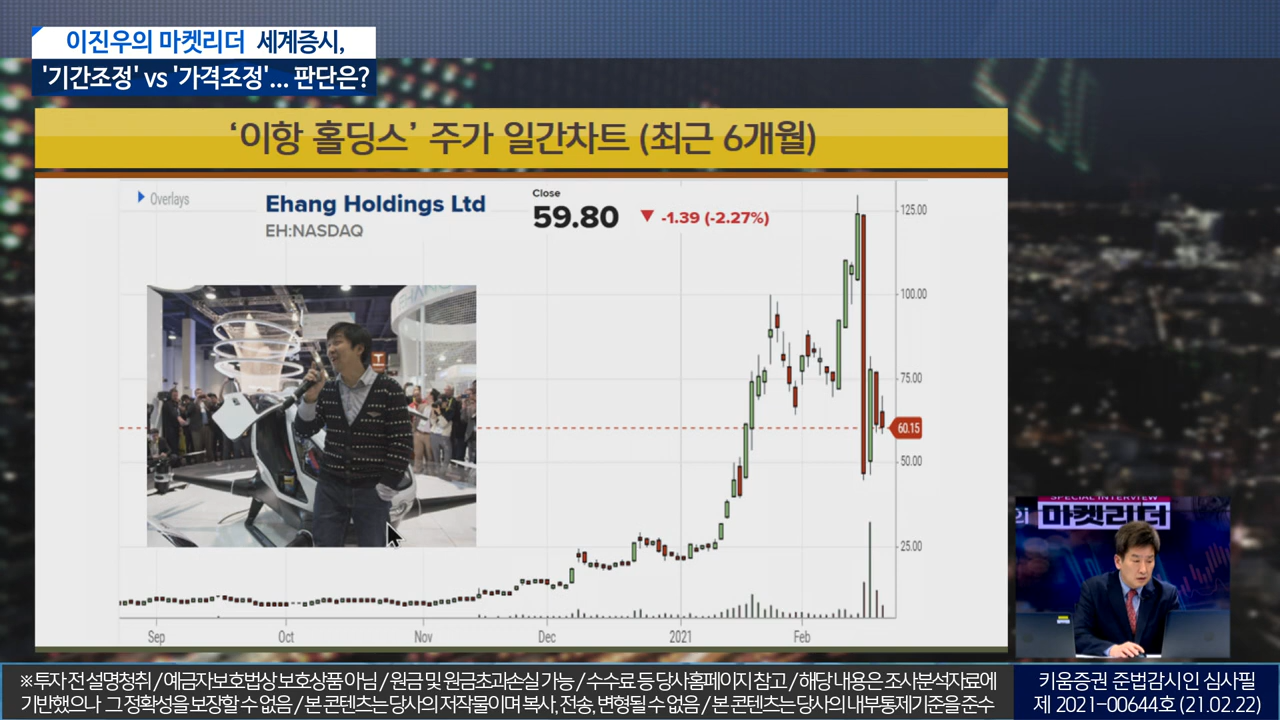 이진우의 마켓리더 세계증시,
'기간조정' vs '가격조정'... 판단은?
‘이항 홀딩스’ 주가 일간차트 (최근 6개월)
Overlays
Ehang Holdings Ltd
EH:NASDAQ
Close
59.80 ▼ -1.39 (-2.27%)
125.00
100.00
75.00
60.15
50.00
25.00
Sep Oct Nov Dec 2021 Feb
SPECIAL INTERVIEW
의 마켓리더
※ 투자 전 설명청취 / 예금자보호법상 보호상품 아님 / 원금 및 원금초과손실 가능 / 수수료 등 당사홈페이지 참고 / 해당 내용은 조사분석자료에
기반했으나 그 정확성을 보장할 수 없음 / 본 콘텐츠는 당사의 저작물이며 복사, 전송, 변형될 수 없음 / 본 콘텐츠는 당사의 내부통제기준을 준수
키움증권 준법감시인 심사필
제 2021-00644호 (21.02.22)